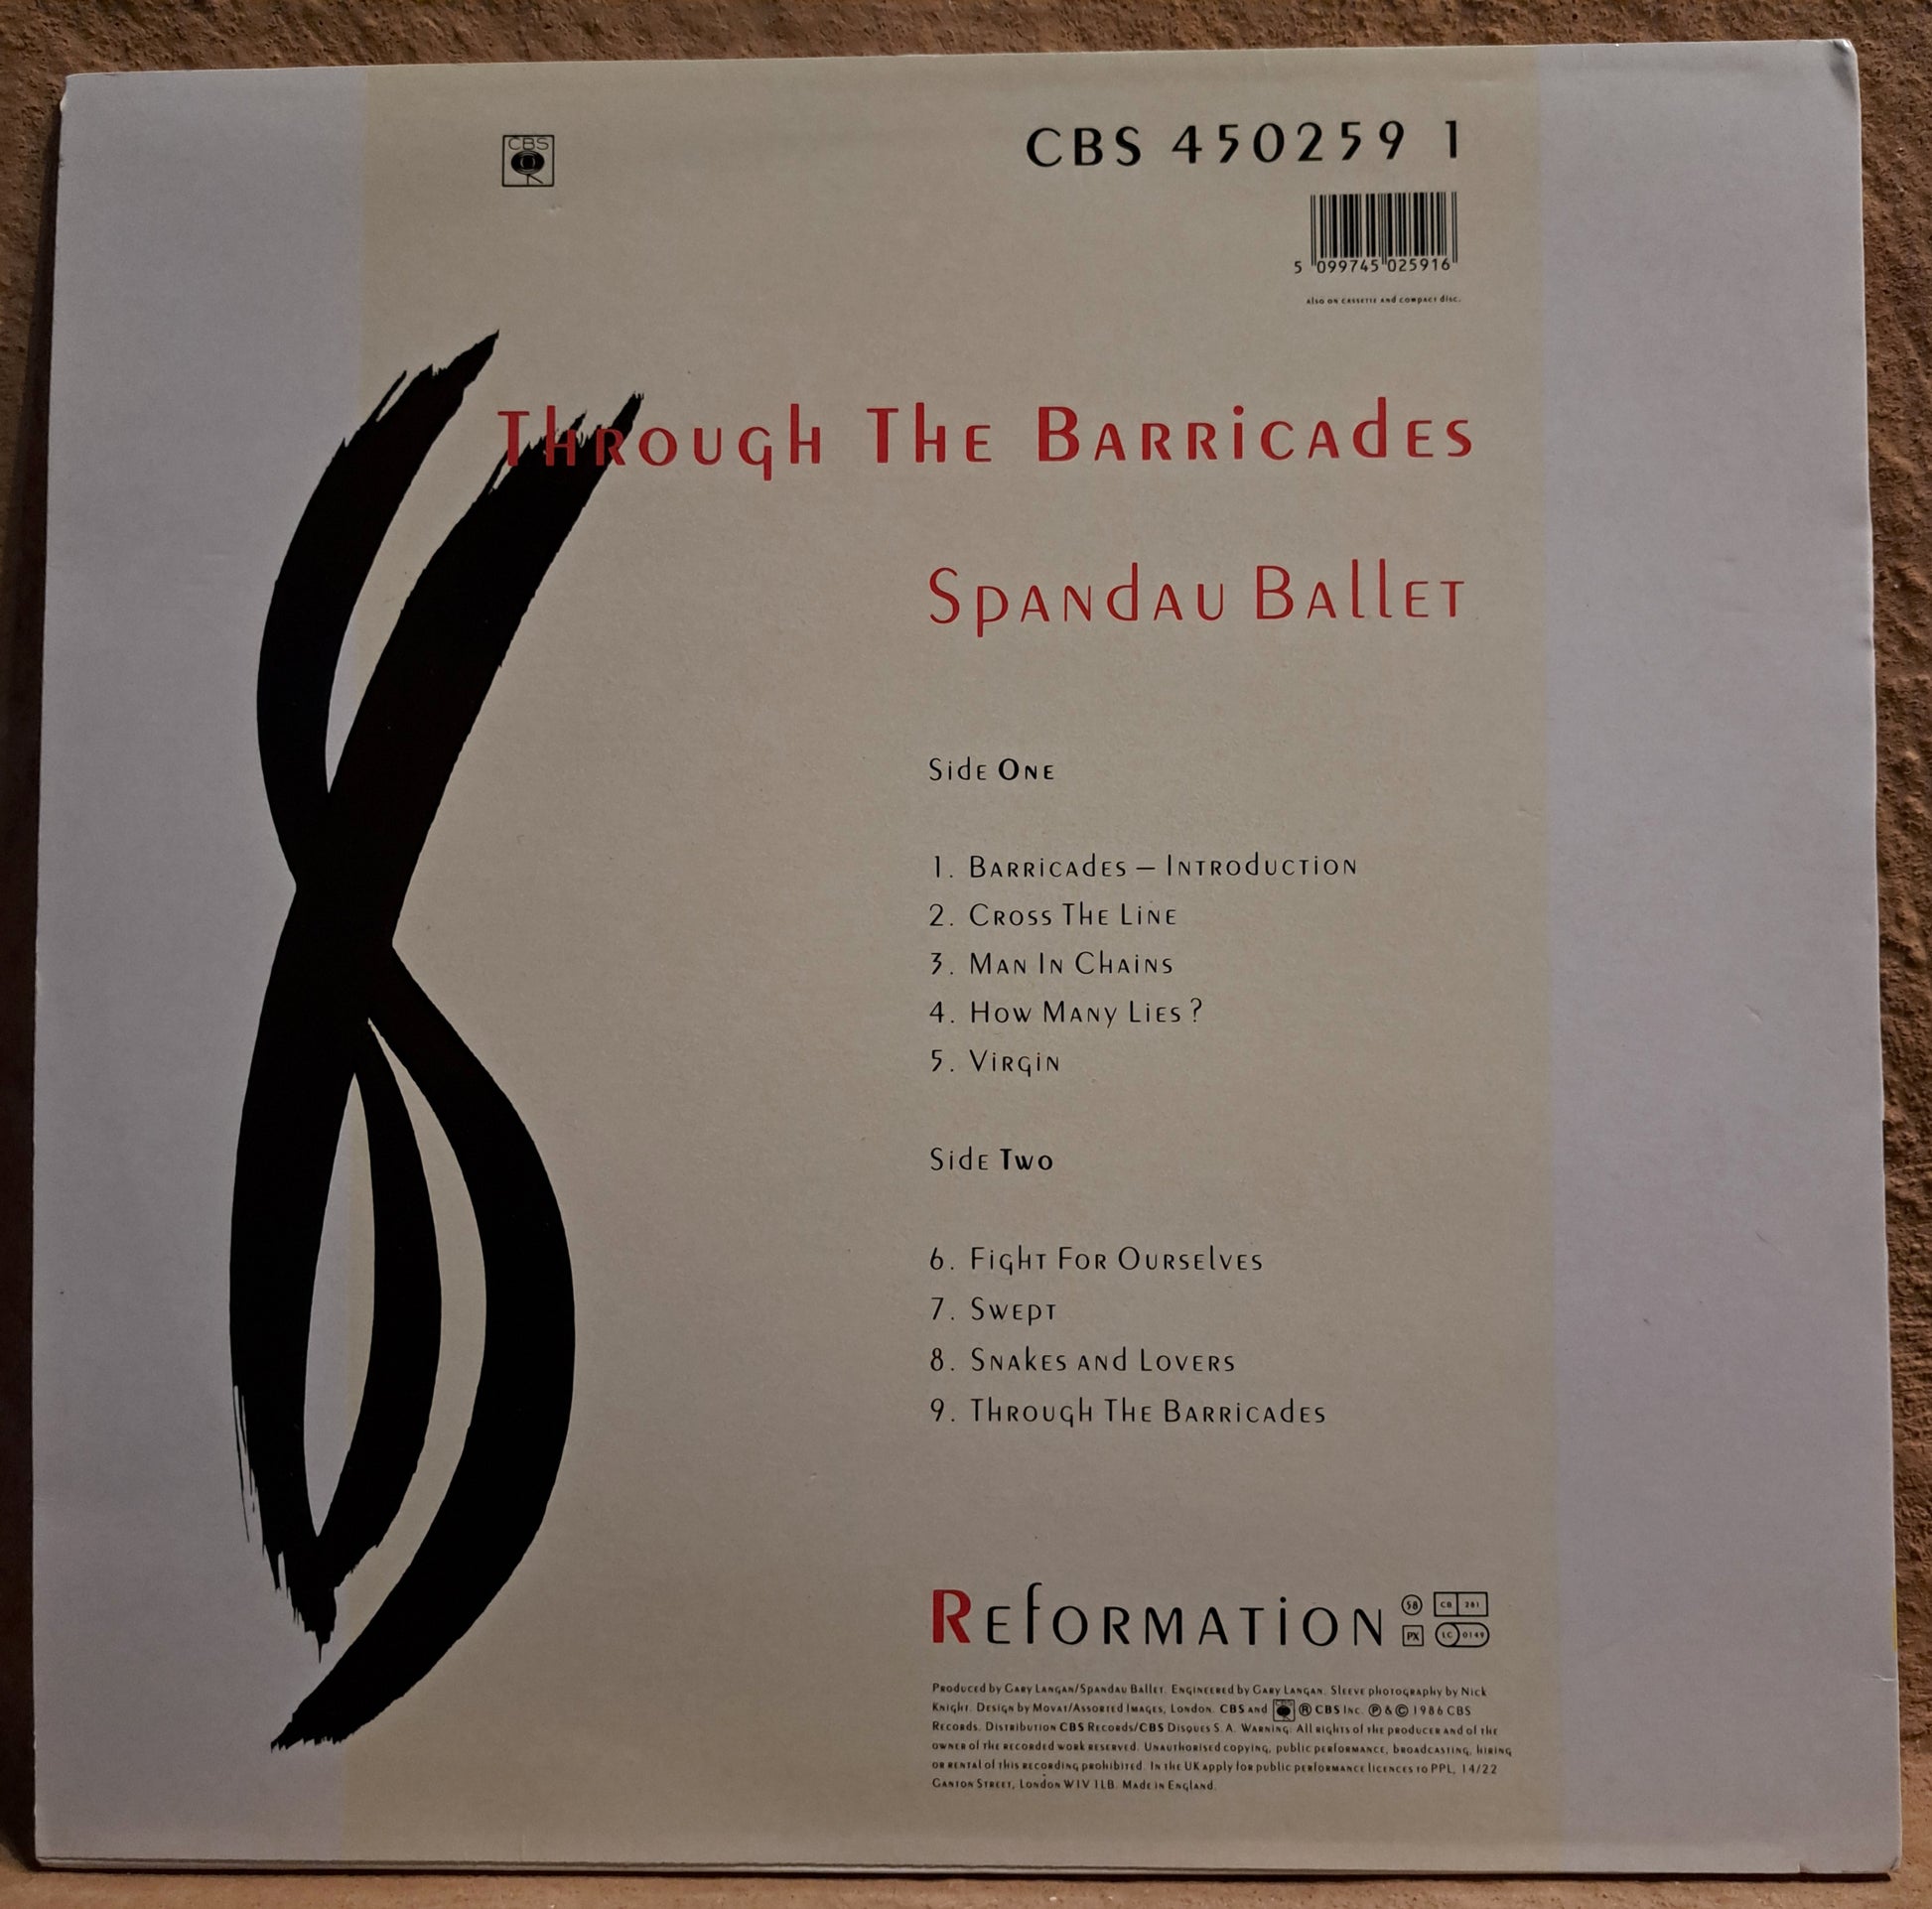 CBS
CBS 450259 1
5 099745 025916
Also on cassette and compact disc.
Through The Barricades
Spandau Ballet
Side One
1. Barricades – Introduction
2. Cross The Line
3. Man In Chains
4. How Many Lies?
5. Virgin
Side Two
6. Fight For Ourselves
7. Swept
8. Snakes and Lovers
9. Through The Barricades
Reformation
58 CB 281
PX LC 0149
Produced by Gary Langan/Spandau Ballet. Engineered by Gary Langan. Sleeve photography by Nick
Knight. Design by Movat/Assorted Images, London. CBS and CBS ® CBS Inc. ℗ & © 1986 CBS
Records. Distribution CBS Records/CBS Disques S. A. Warning: All rights of the producer and of the
owner of the recorded work reserved. Unauthorised copying, public performance, broadcasting, hiring
or rental of this recording prohibited. In the UK apply for public performance licences to PPL, 14/22
Ganton Street, London W1V 1LB. Made in England.